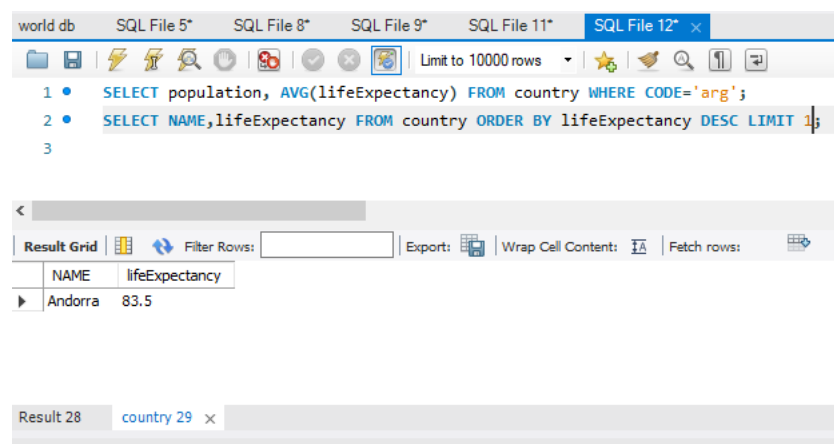 world db SQL File 5* SQL File 8* SQL File 9* SQL File 11* SQL File 12* ×
Limit to 10000 rows
1 SELECT population, AVG(lifeExpectancy) FROM country WHERE CODE='arg';
2 SELECT NAME,lifeExpectancy FROM country ORDER BY lifeExpectancy DESC LIMIT 1;
3
Result Grid Filter Rows: Export: Wrap Cell Content: IA Fetch rows:
NAME lifeExpectancy
Andorra 83.5
Result 28 country 29 ×